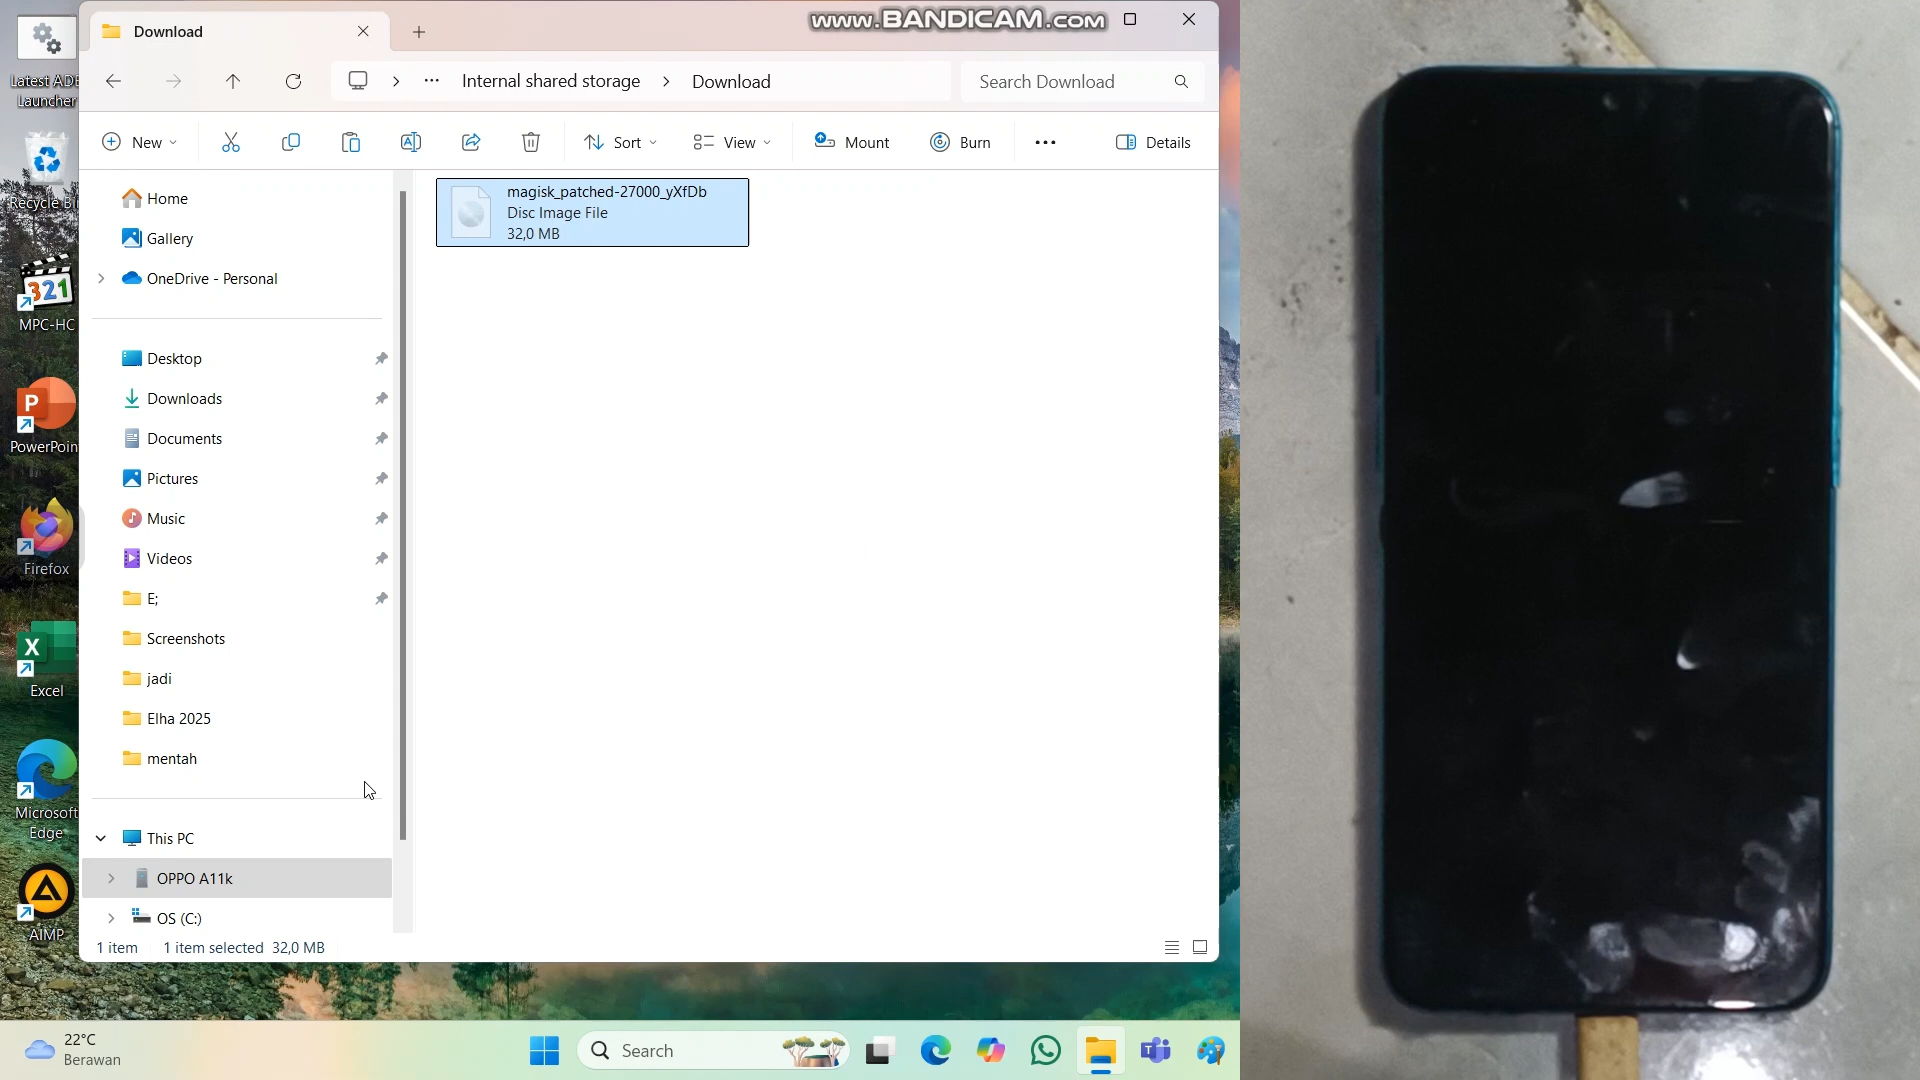 Download
www.BANDICAM.com
Internal shared storage
Download
Search Download
New
Sort
View
Mount
Burn
Details
Home
Gallery
OneDrive - Personal
Desktop
Downloads
Documents
Pictures
Music
Videos
E;
Screenshots
jadi
Elha 2025
mentah
This PC
OPPO A11k
OS (C:)
magisk_patched-27000_yXfDb
Disc Image File
32,0 MB
1 item
1 item selected 32,0 MB
Latest ADB
Launcher
Recycle Bi
321
MPC-HC
P
PowerPoin
Firefox
X
Excel
Microsoft
Edge
AIMP
22°C
Berawan
Search